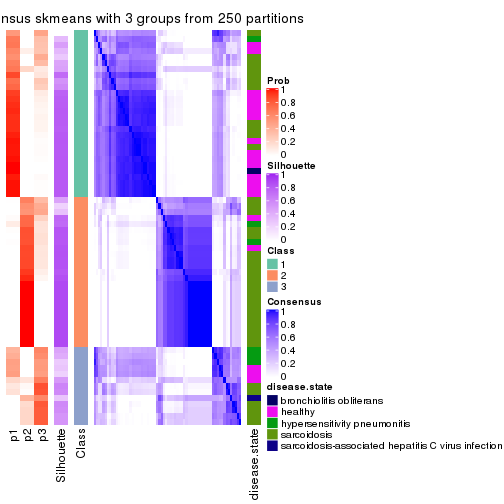 nsus skmeans with 3 groups from 250 partitions
Prob
1
0.8
0.6
0.4
0.2
0
Silhouette
1
0.8
0.6
0.4
0.2
0
Class
1
2
3
Consensus
1
0.8
0.6
0.4
0.2
0
disease.state
bronchiolitis obliterans
healthy
hypersensitivity pneumonitis
sarcoidosis
sarcoidosis-associated hepatitis C virus infection
p1
p2
p3
Silhouette
Class
disease.state